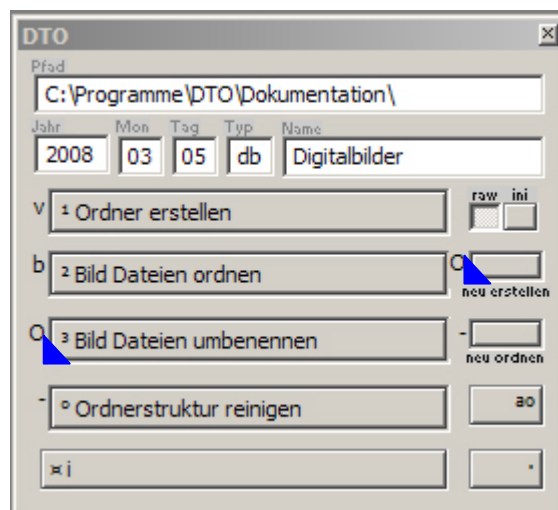 DTO
Pfad
C:\Programme\DTO\Dokumentation\
Jahr Mon Tag Typ Name
2008 03 05 db Digitalbilder
raw ini
v ¹ Ordner erstellen
b ² Bild Dateien ordnen O
neu erstellen
O ³ Bild Dateien umbenennen -
neu ordnen
- º Ordnerstruktur reinigen ao
¤ i ·